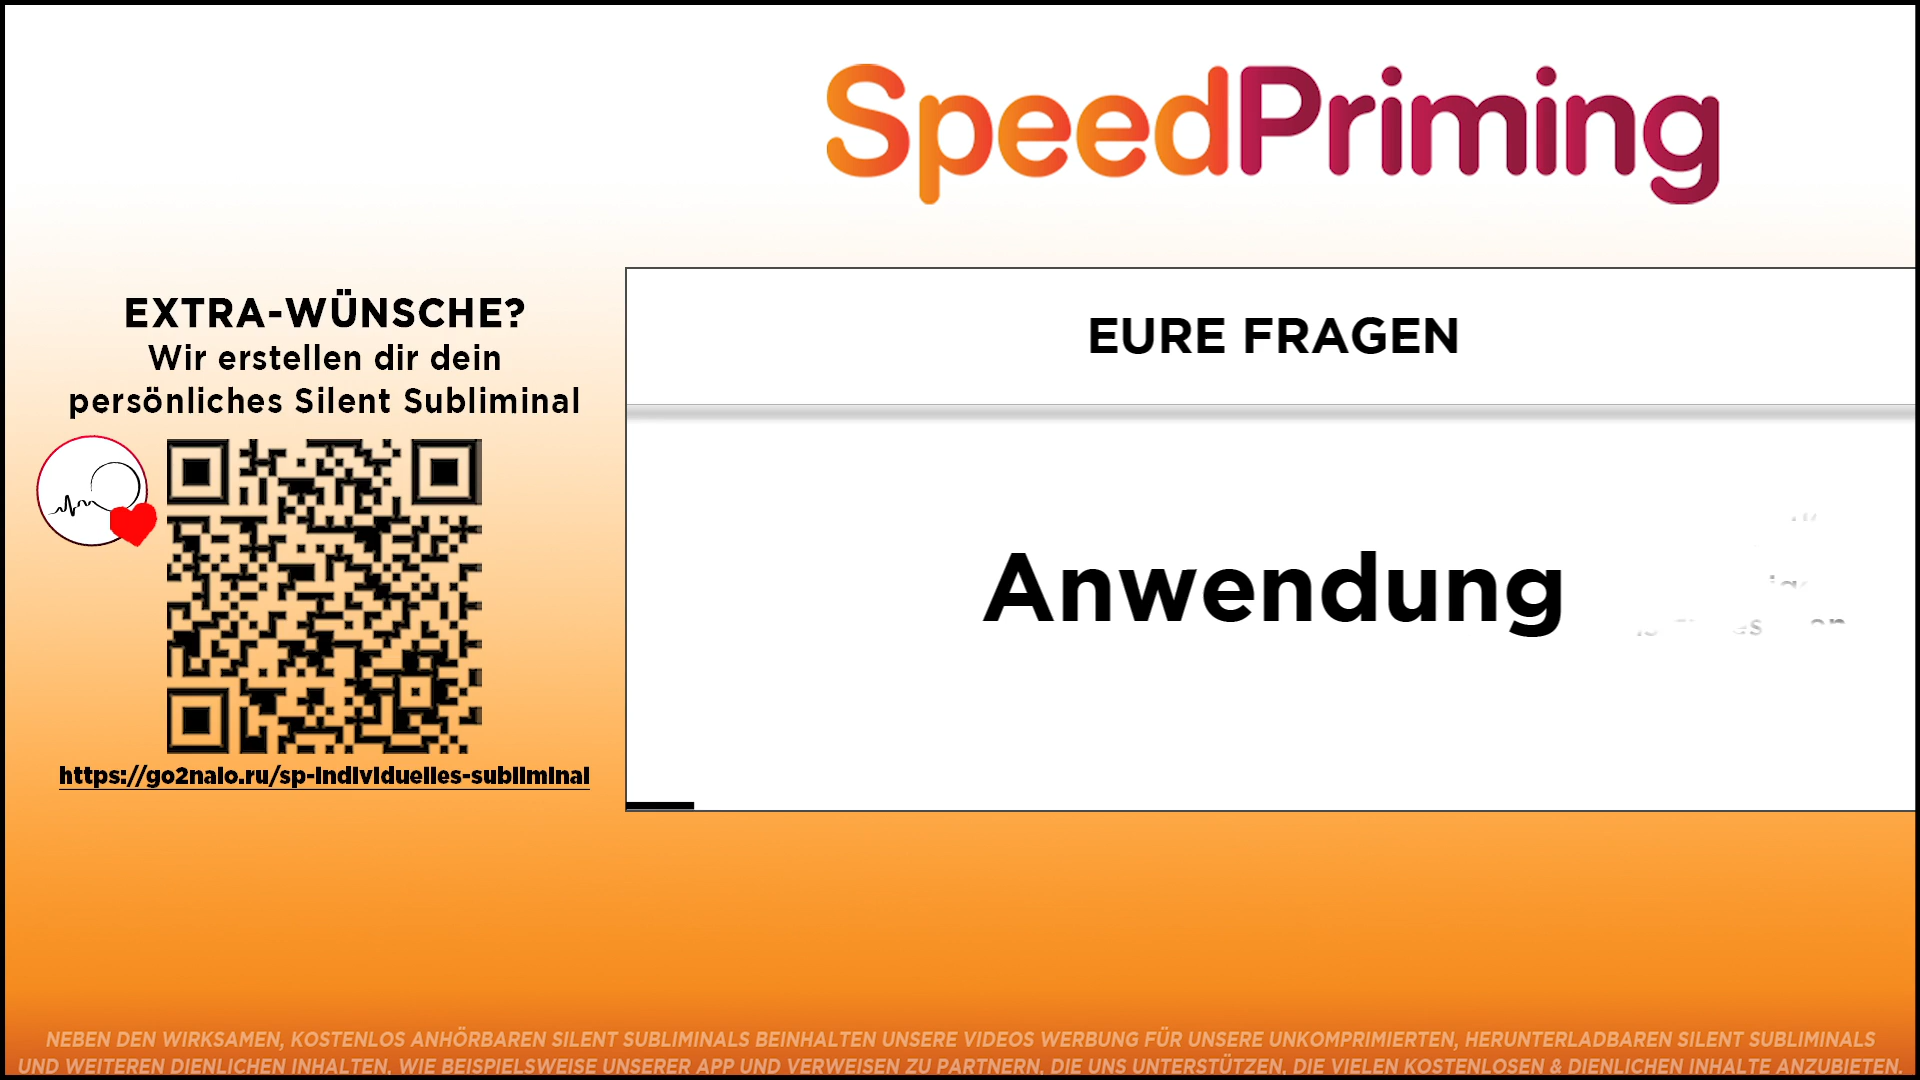 SpeedPriming
EXTRA-WÜNSCHE?
Wir erstellen dir dein
persönliches Silent Subliminal
https://go2nalo.ru/sp-individuelles-subliminal
EURE FRAGEN
Anwendung
NEBEN DEN WIRKSAMEN, KOSTENLOS ANHÖRBAREN SILENT SUBLIMINALS BEINHALTEN UNSERE VIDEOS WERBUNG FÜR UNSERE UNKOMPRIMIERTEN, HERUNTERLADBAREN SILENT SUBLIMINALS
UND WEITEREN DIENLICHEN INHALTEN, WIE BEISPIELSWEISE UNSERER APP UND VERWEISEN ZU PARTNERN, DIE UNS UNTERSTÜTZEN, DIE VIELEN KOSTENLOSEN & DIENLICHEN INHALTE ANZUBIETEN.